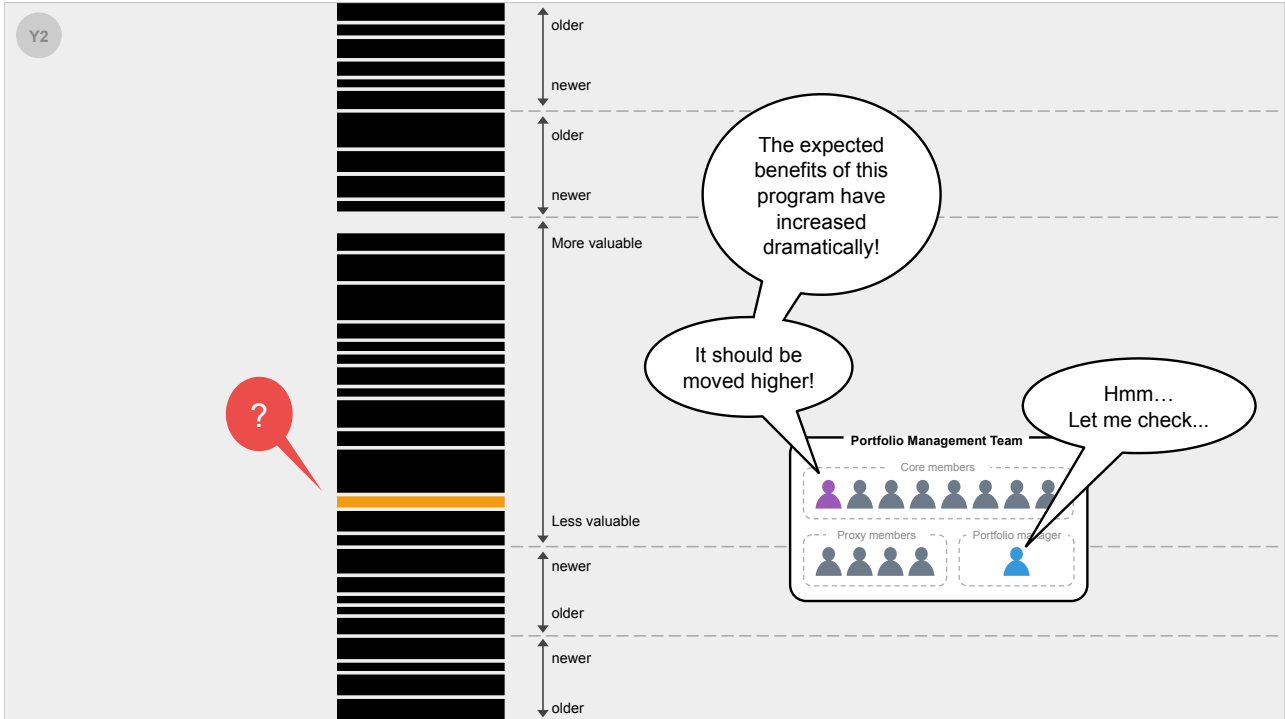 Y2
older
newer
older
newer
More valuable
Less valuable
newer
older
newer
older
?
The expected
benefits of this
program have
increased
dramatically!
It should be
moved higher!
Hmm…
Let me check...
Portfolio Management Team
Core members
Proxy members
Portfolio manager